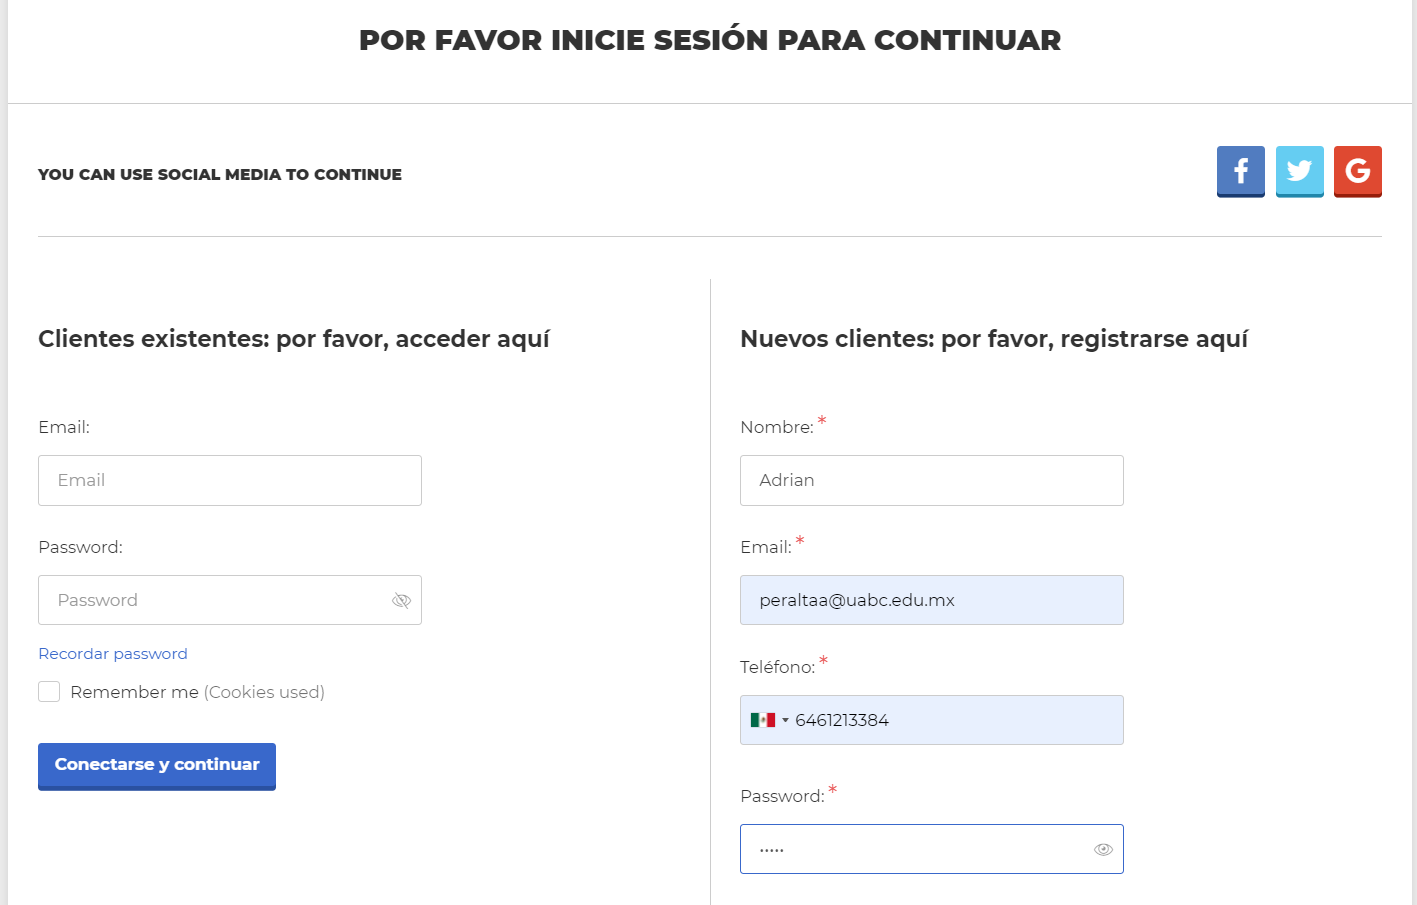 POR FAVOR INICIE SESIÓN PARA CONTINUAR
YOU CAN USE SOCIAL MEDIA TO CONTINUE
Clientes existentes: por favor, acceder aquí
Email:
Email
Password:
Password
Recordar password
Remember me (Cookies used)
Conectarse y continuar
Nuevos clientes: por favor, registrarse aquí
Nombre: *
Adrian
Email: *
peraltaa@uabc.edu.mx
Teléfono: *
6461213384
Password: *
•••••